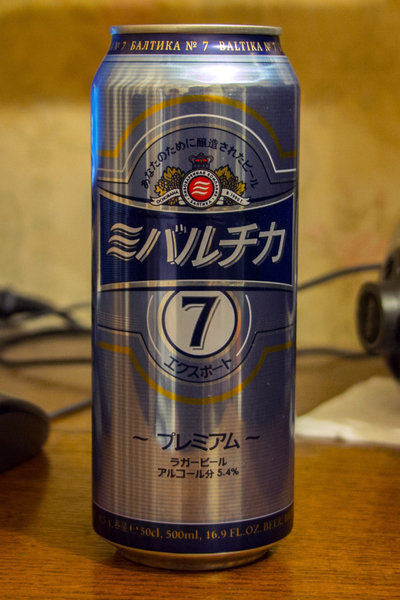 № 7 БАЛТИКА № 7 BALTIKA № 7
あなたのために醸造されたビール
バルチカ
7
エクスポート
~ プレミアム ~
ラガービール
アルコール分 5.4%
50cl, 500ml, 16.9 FL. OZ. BEER,